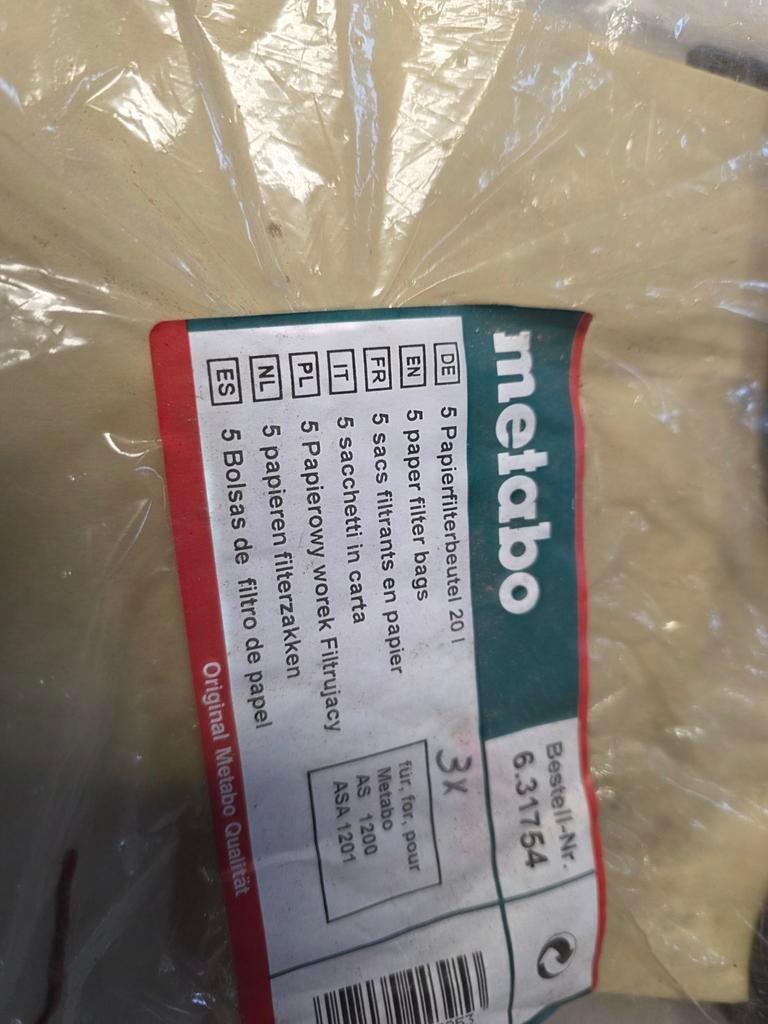 metabo
Bestell-Nr.
6.31754
DE 5 Papierfilterbeutel 20 l
EN 5 paper filter bags
FR 5 sacs filtrants en papier
IT 5 sacchetti in carta
PL 5 Papierowy worek Filtrujacy
NL 5 papieren filterzakken
ES 5 Bolsas de filtro de papel
3x
für, for, pour
Metabo
AS 1200
ASA 1201
Original Metabo Qualität